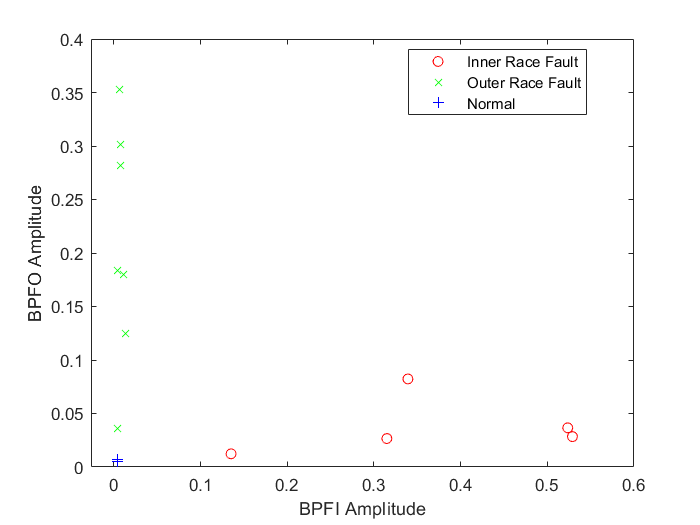 Inner Race Fault
Outer Race Fault
Normal
0.4
0.35
0.3
0.25
0.2
0.15
0.1
0.05
0
BPFO Amplitude
0 0.1 0.2 0.3 0.4 0.5 0.6
BPFI Amplitude